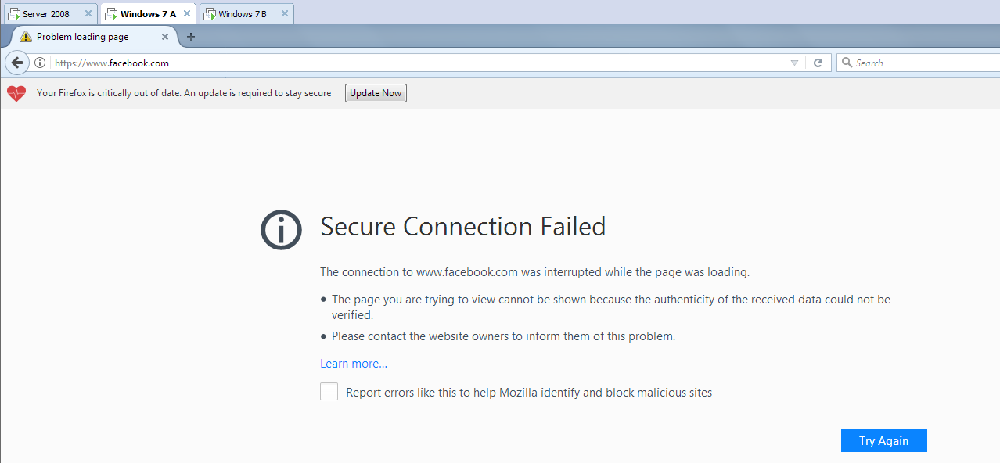 Server 2008 Windows 7 A Windows 7 B
Problem loading page
https://www.facebook.com Search
Your Firefox is critically out of date. An update is required to stay secure Update Now
Secure Connection Failed
The connection to www.facebook.com was interrupted while the page was loading.
The page you are trying to view cannot be shown because the authenticity of the received data could not be
verified.
Please contact the website owners to inform them of this problem.
Learn more...
Report errors like this to help Mozilla identify and block malicious sites
Try Again